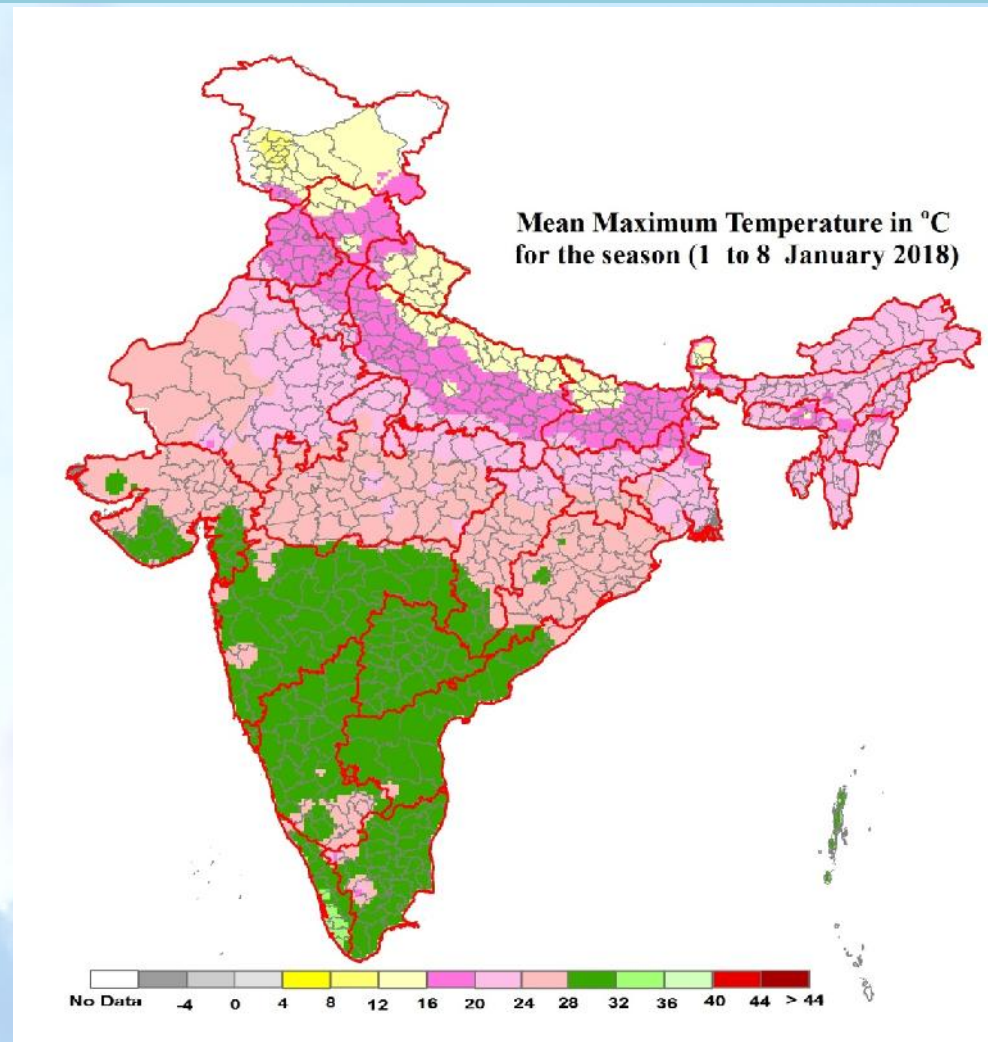 Mean Maximum Temperature in °C
for the season (1 to 8 January 2018)
No Data -4 0 4 8 12 16 20 24 28 32 36 40 44 > 44